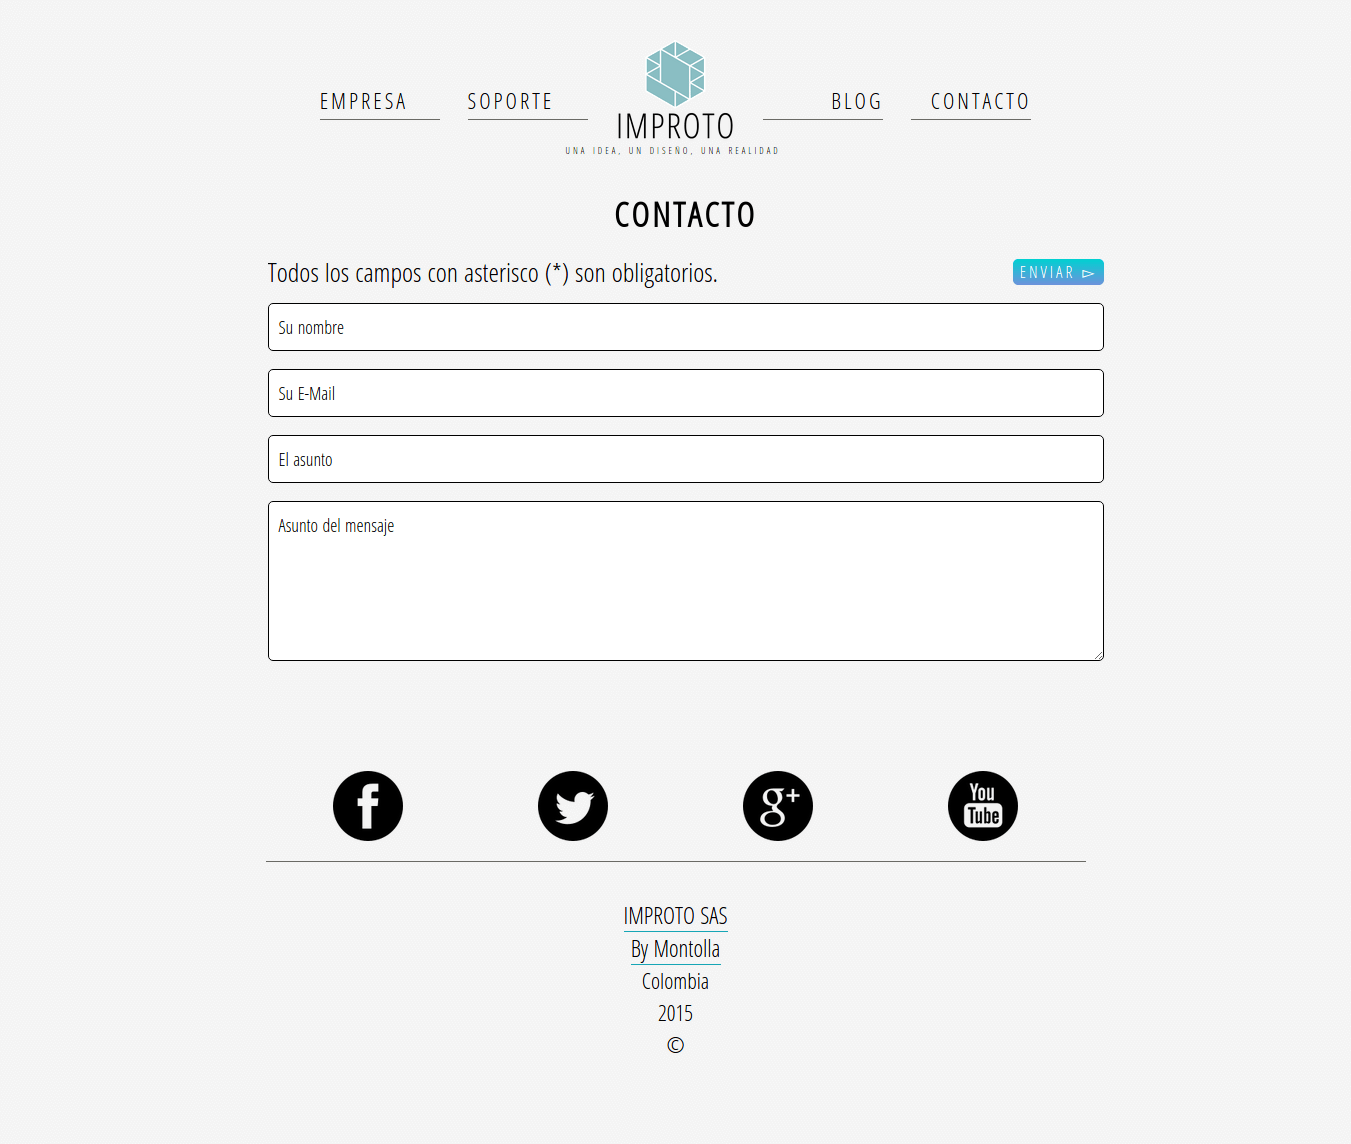 EMPRESA
SOPORTE
IMPROTO
UNA IDEA, UN DISEÑO, UNA REALIDAD
BLOG
CONTACTO
CONTACTO
Todos los campos con asterisco (*) son obligatorios.
ENVIAR ▻
Su nombre
Su E-Mail
El asunto
Asunto del mensaje
f
g+
You
Tube
IMPROTO SAS
By Montolla
Colombia
2015
©